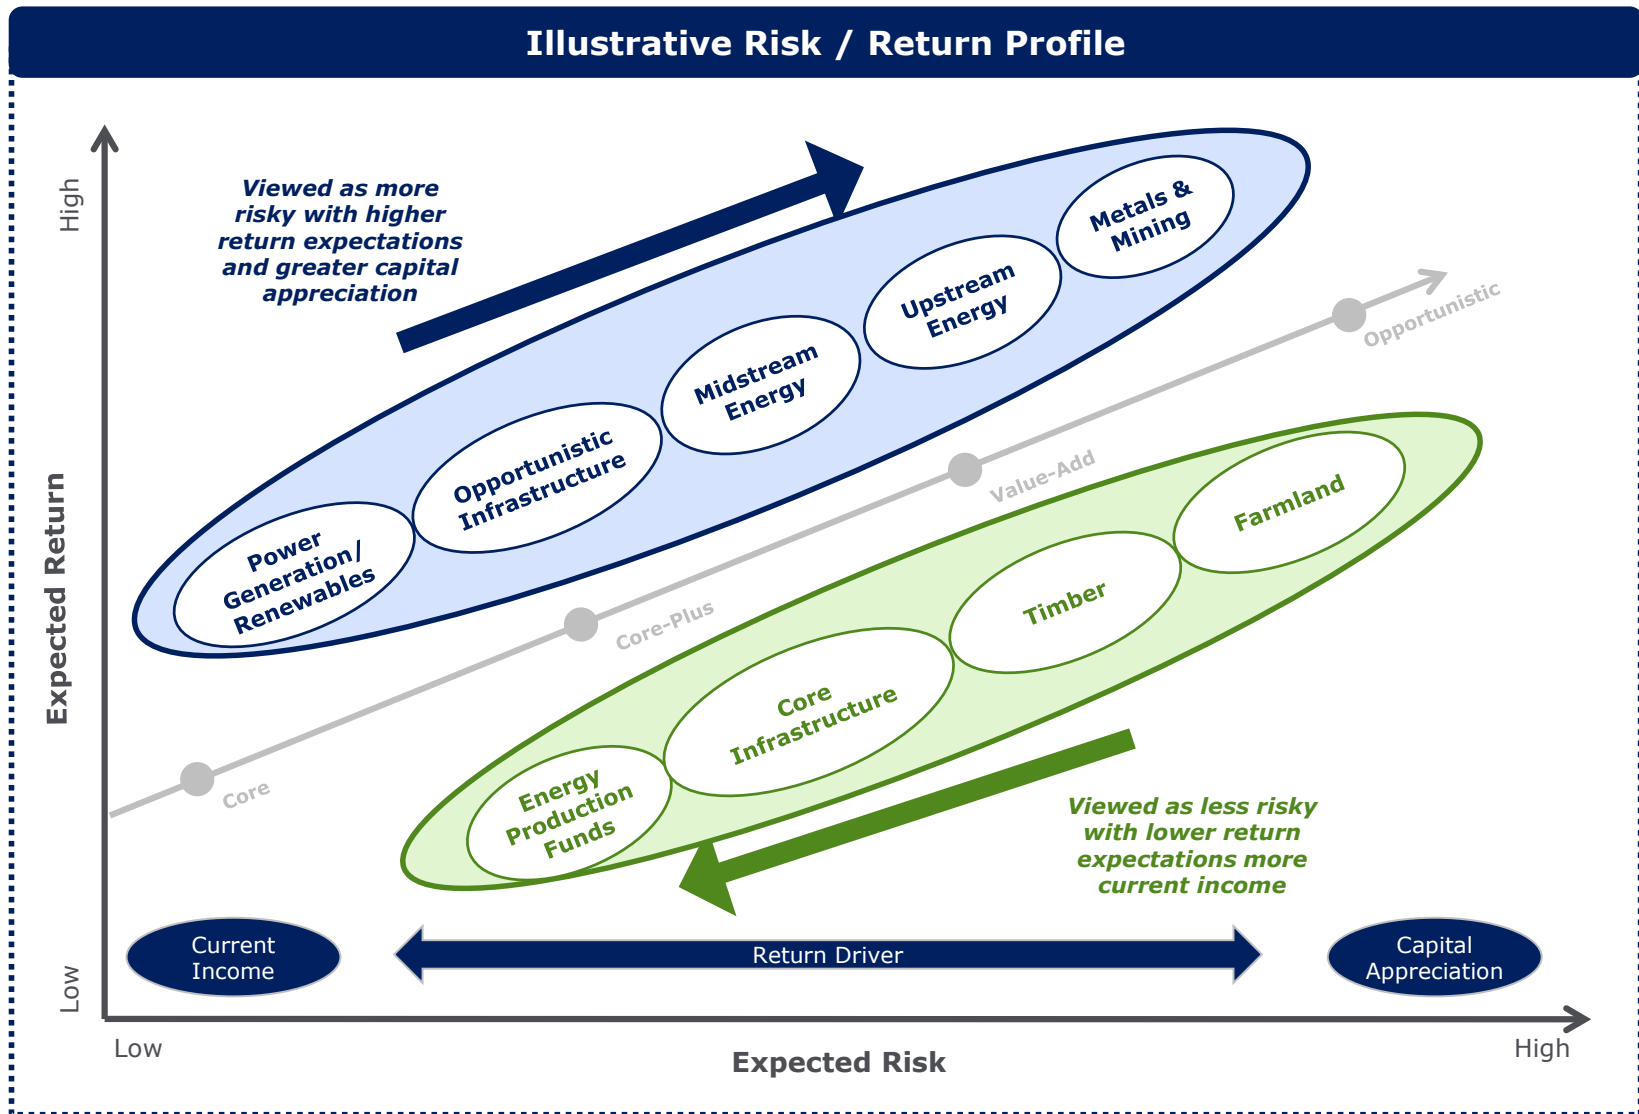 Illustrative Risk / Return Profile
High
Viewed as more
risky with higher
return expectations
and greater capital
appreciation
Metals &
Mining
Upstream
Energy
Midstream
Energy
Opportunistic
Infrastructure
Power
Generation/
Renewables
Opportunistic
Value-Add
Core-Plus
Core
Farmland
Timber
Core
Infrastructure
Energy
Production
Funds
Expected Return
Viewed as less risky
with lower return
expectations more
current income
Current
Income
Return Driver
Capital
Appreciation
Low
Low
Expected Risk
High